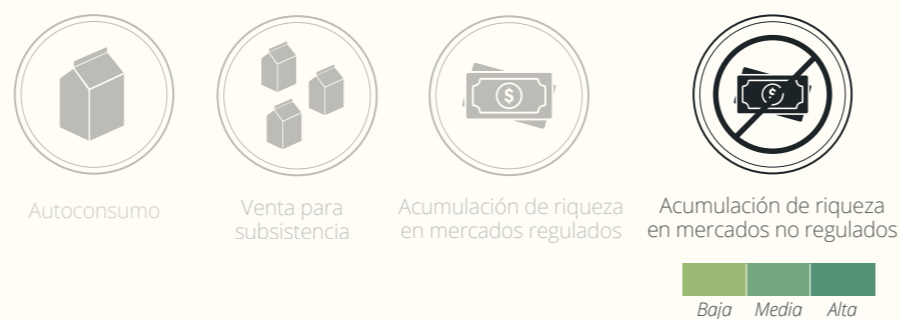 Autoconsumo
Venta para
subsistencia
Acumulación de riqueza
en mercados regulados
Acumulación de riqueza
en mercados no regulados
Baja Media Alta